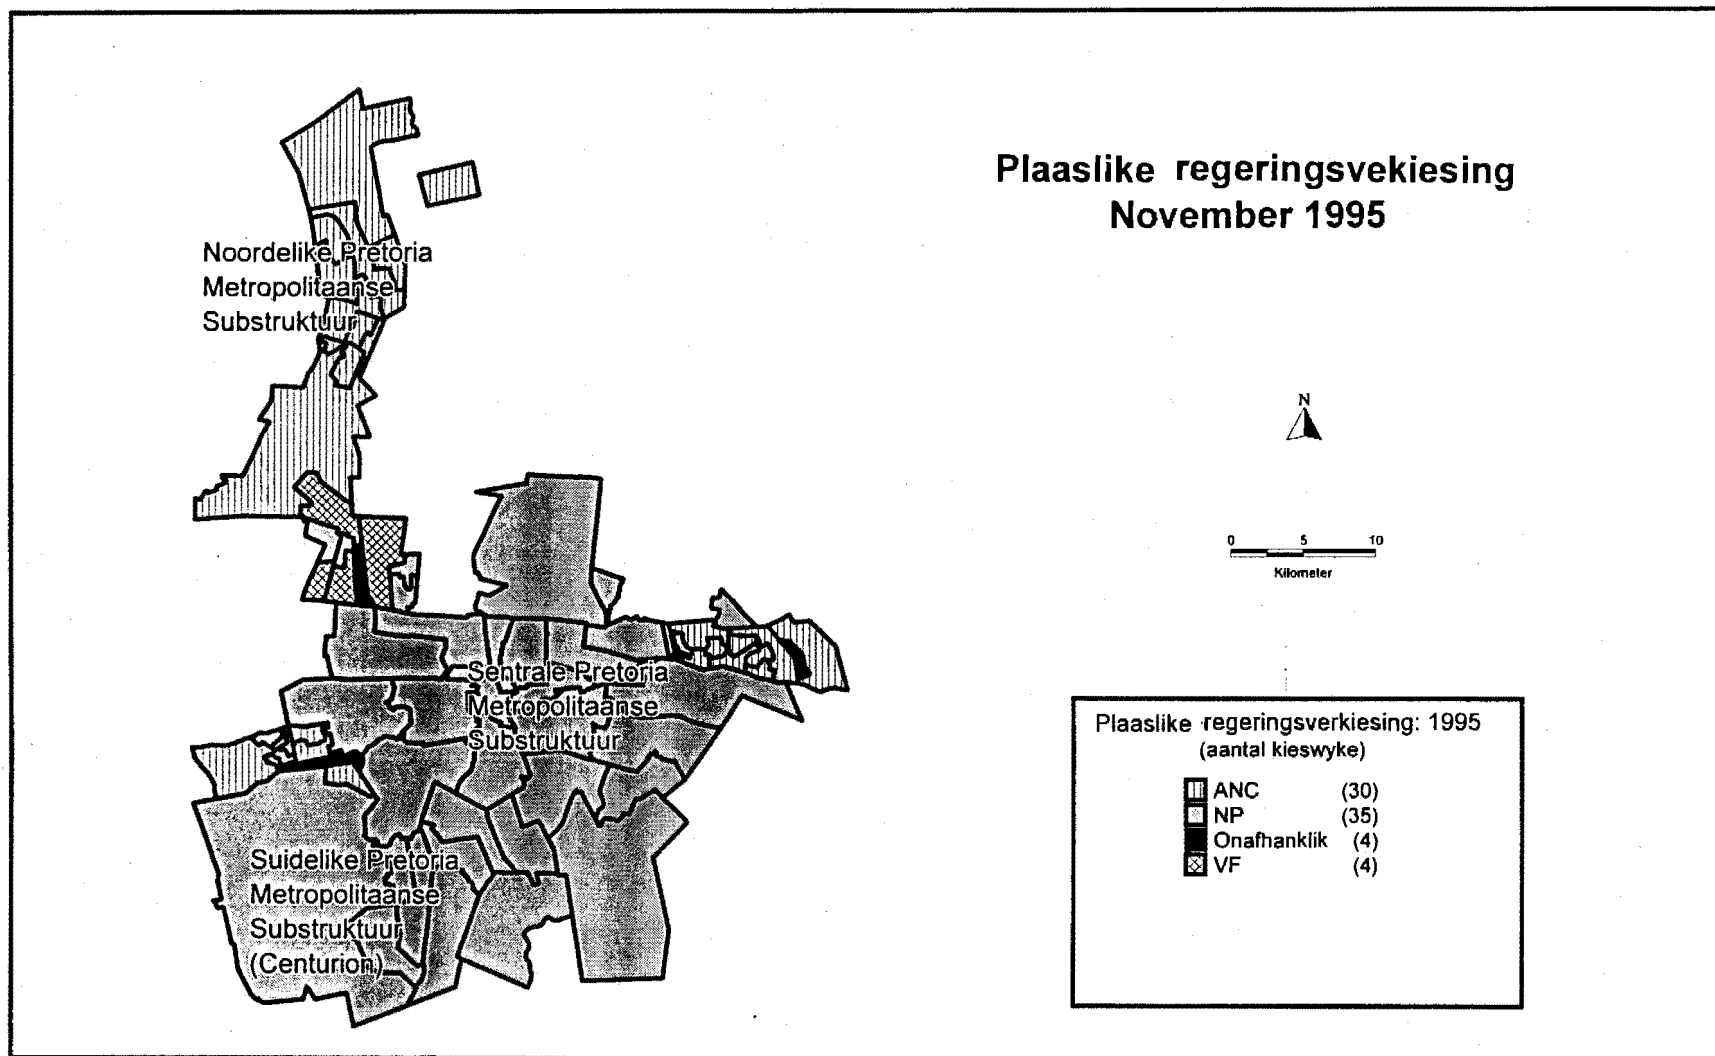 Plaaslike regeringsvekiesing
November 1995
Noordelike Pretoria
Metropolitaanse
Substruktuur
N
0 5 10
Kilometer
Sentrale Pretoria
Metropolitaanse
Substruktuur
Suidelike Pretoria
Metropolitaanse
Substruktuur
(Centurion)
Plaaslike regeringsverkiesing: 1995
(aantal kieswyke)
ANC (30)
NP (35)
Onafhanklik (4)
VF (4)